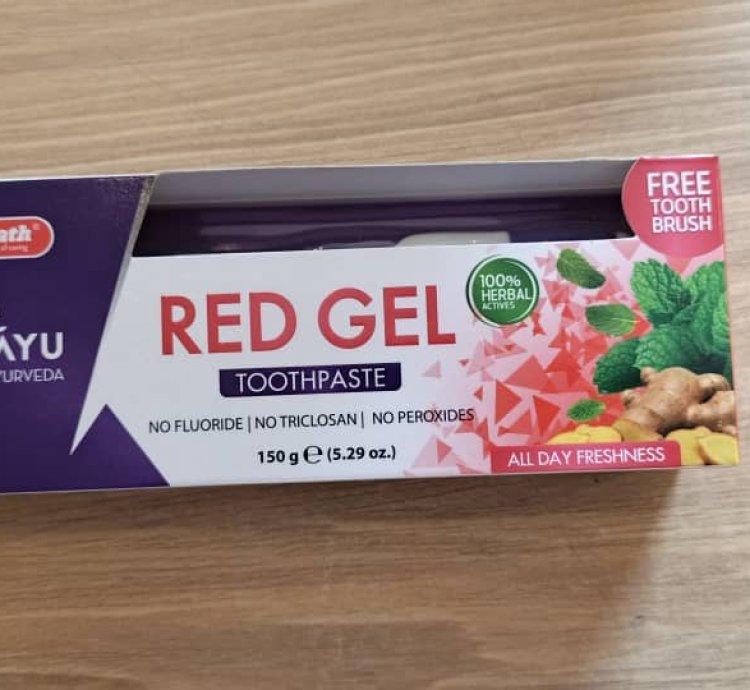 RED GEL
TOOTHPASTE
NO FLUORIDE | NO TRICLOSAN | NO PEROXIDES
150 g ℮ (5.29 oz.)
100%
HERBAL
ACTIVES
FREE
TOOTH
BRUSH
ALL DAY FRESHNESS